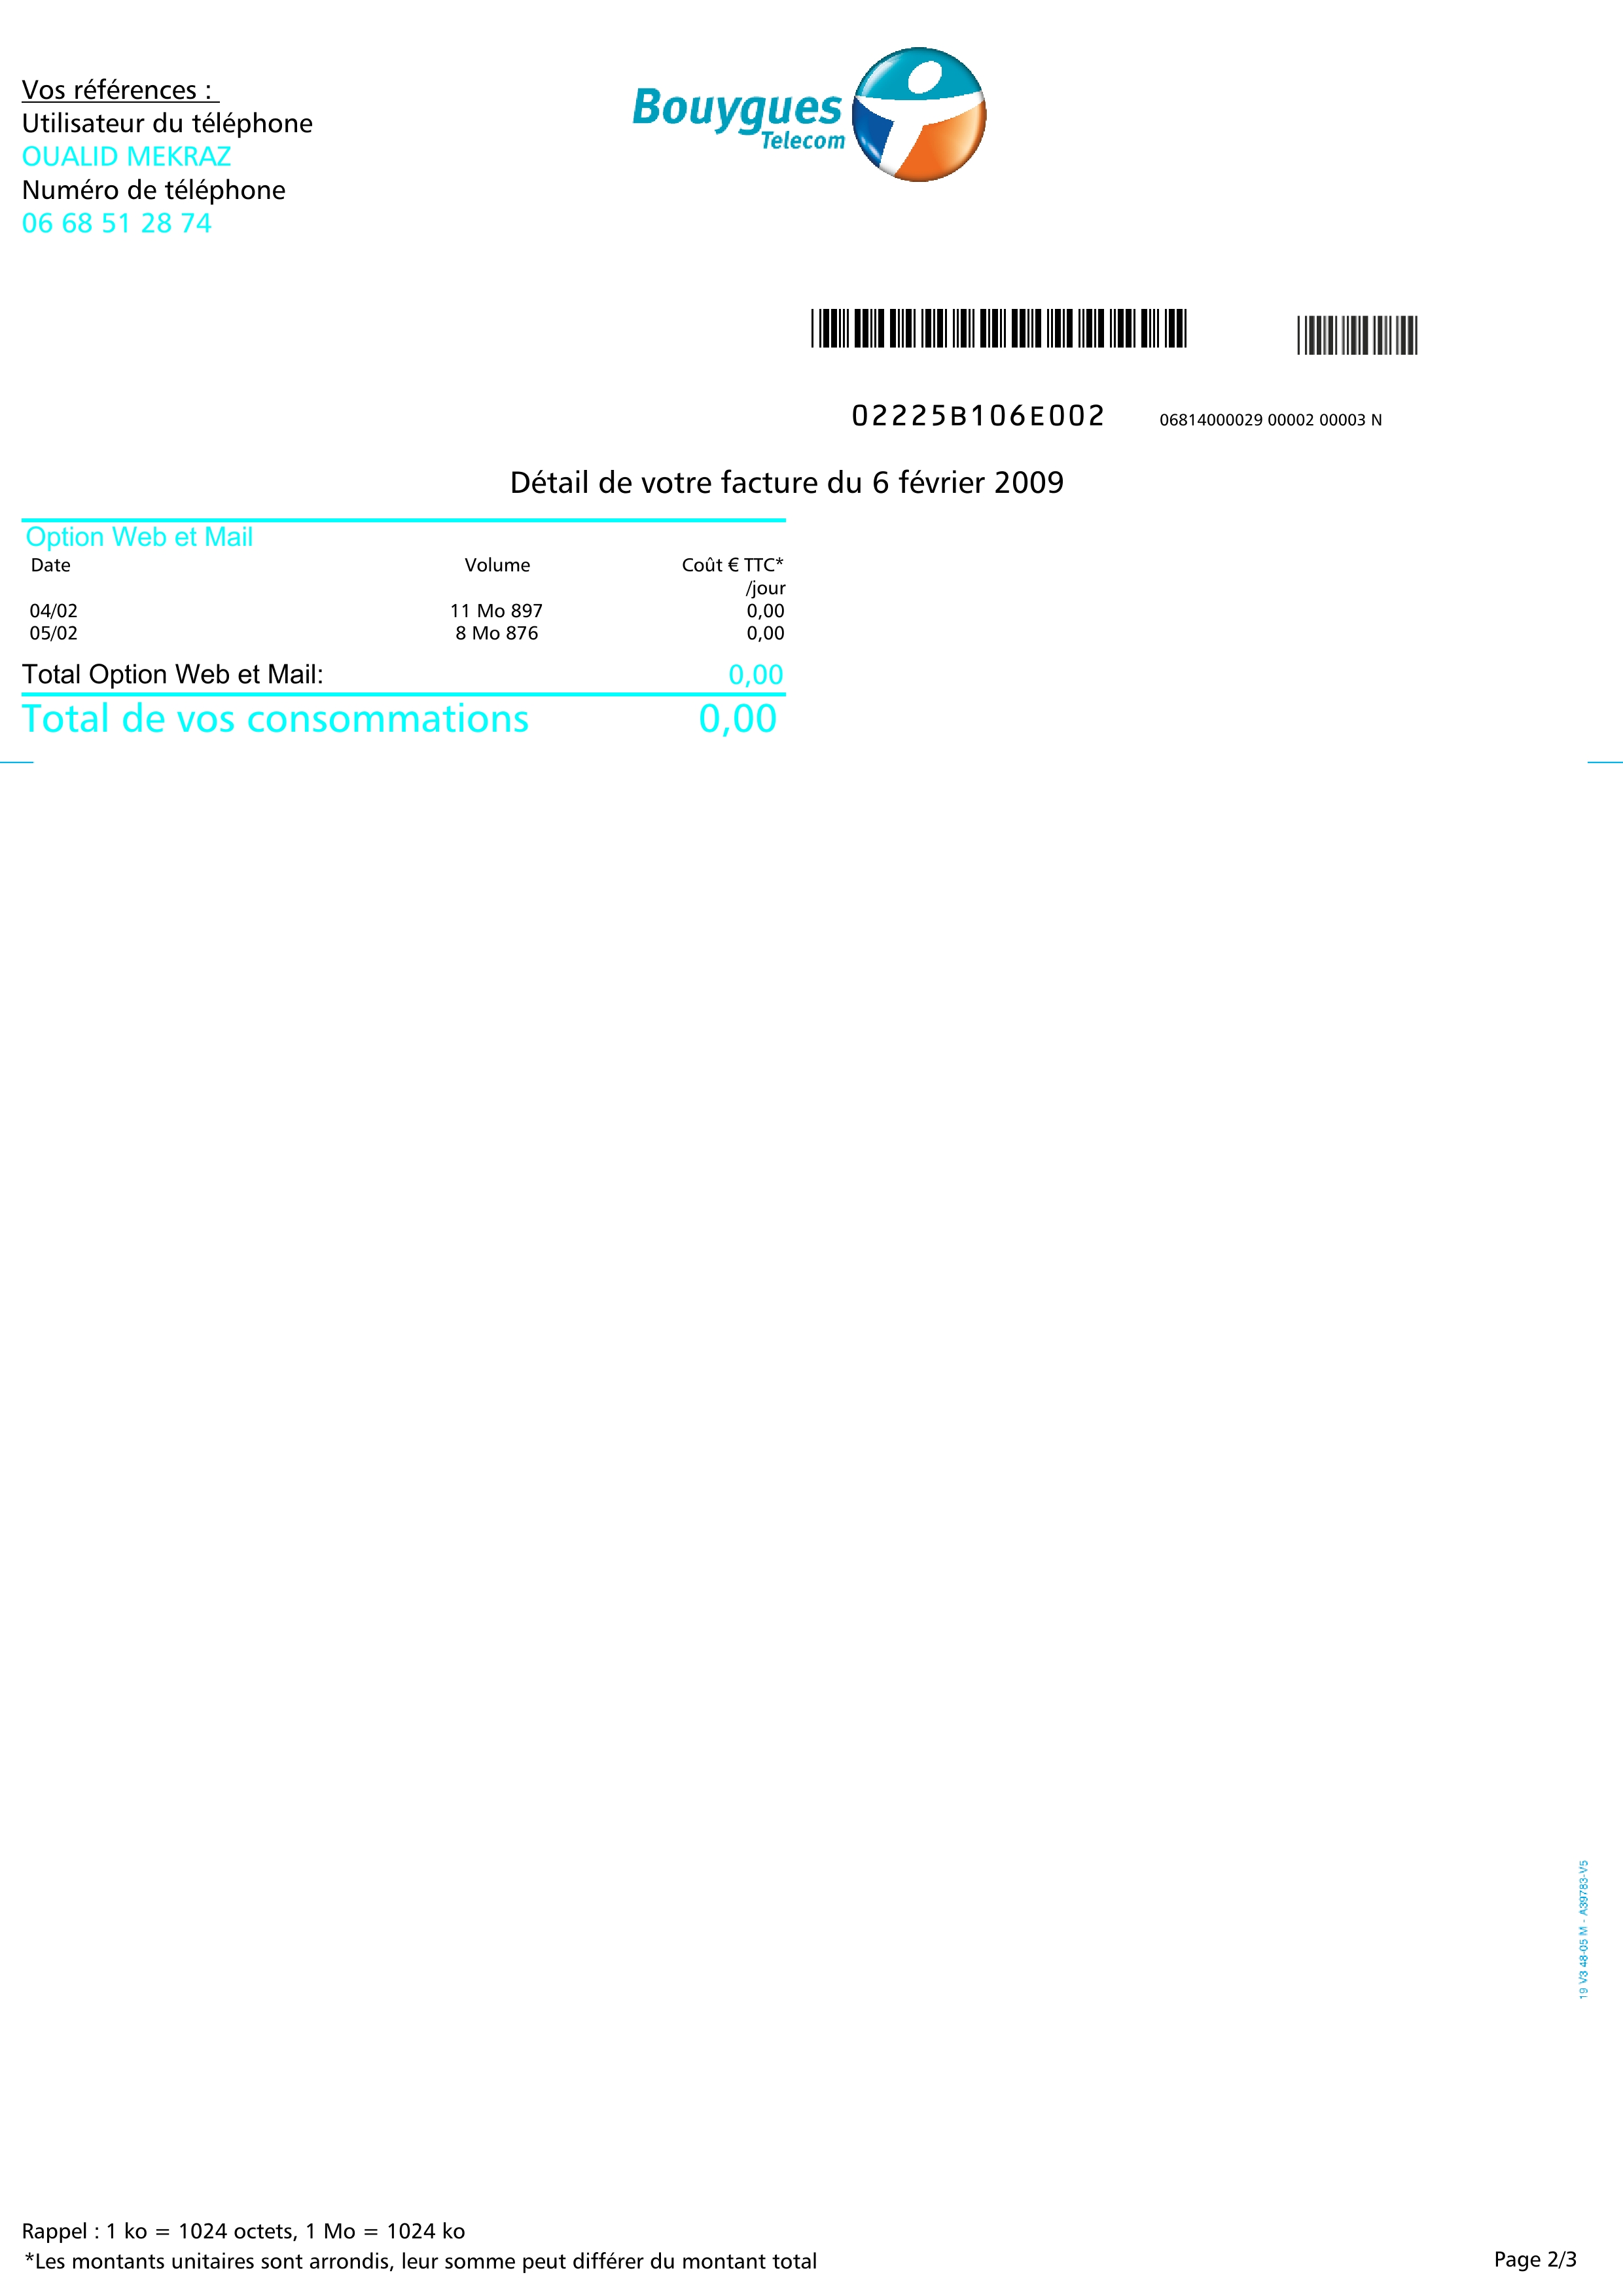 Vos références :
Utilisateur du téléphone
OUALID MEKRAZ
Numéro de téléphone
06 68 51 28 74
Bouygues
Telecom
02225B106E002 06814000029 00002 00003 N
Détail de votre facture du 6 février 2009
Option Web et Mail
Date Volume Coût € TTC*
/jour
04/02 11 Mo 897 0,00
05/02 8 Mo 876 0,00
Total Option Web et Mail: 0,00
Total de vos consommations 0,00
19 V3 48-05 M - A39783-V5
Rappel : 1 ko = 1024 octets, 1 Mo = 1024 ko
*Les montants unitaires sont arrondis, leur somme peut différer du montant total
Page 2/3